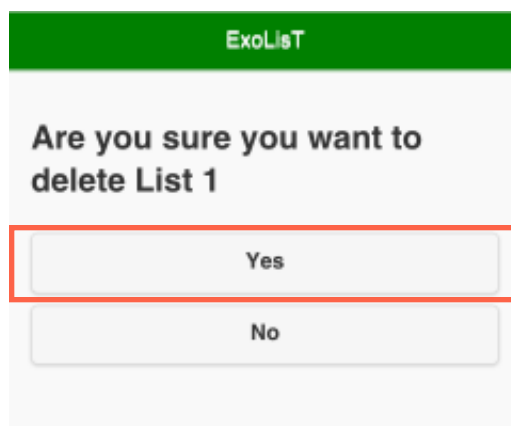 ExoLisT
Are you sure you want to
delete List 1
Yes
No